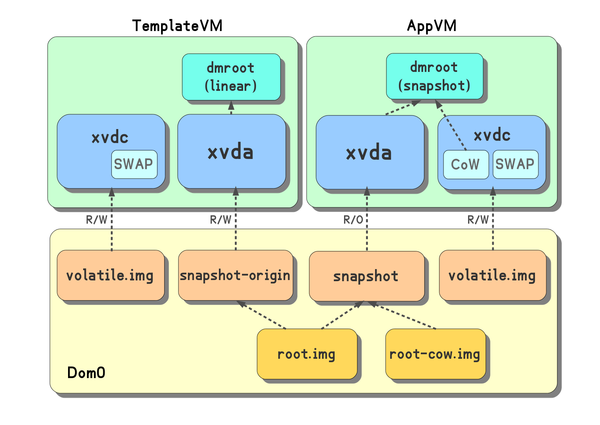 TemplateVM
AppVM
dmroot
(linear)
dmroot
(snapshot)
xvdc
SWAP
xvda
xvda
xvdc
CoW
SWAP
R/W
R/W
R/O
R/W
volatile.img
snapshot-origin
snapshot
volatile.img
root.img
root-cow.img
Dom0